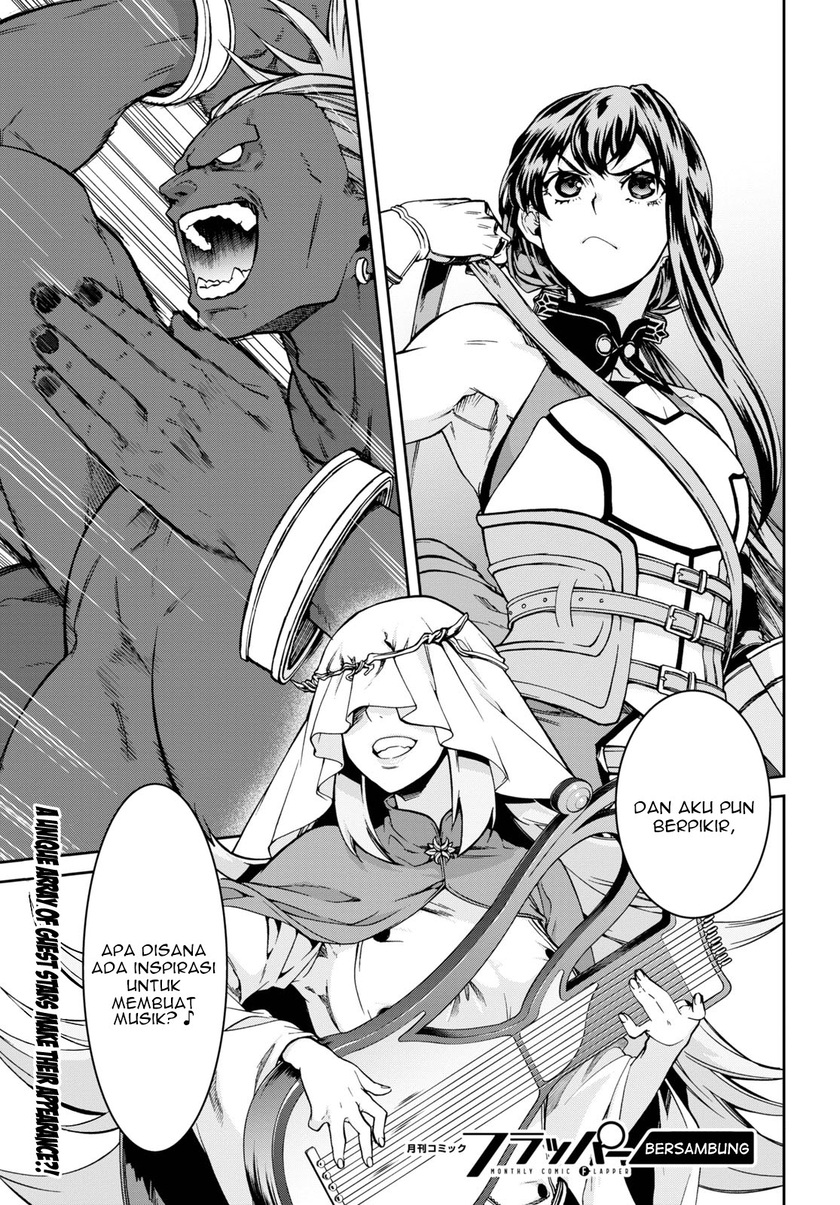 DAN AKU PUN
BERPIKIR,
APA DISANA
ADA INSPIRASI
UNTUK
MEMBUAT
MUSIK?♪
A UNIQUE ARRAY OF GUEST STARS MAKE THEIR APPEARANCE?!
月刊コミック
フラッパー
MONTHLY COMIC FLAPPER
BERSAMBUNG